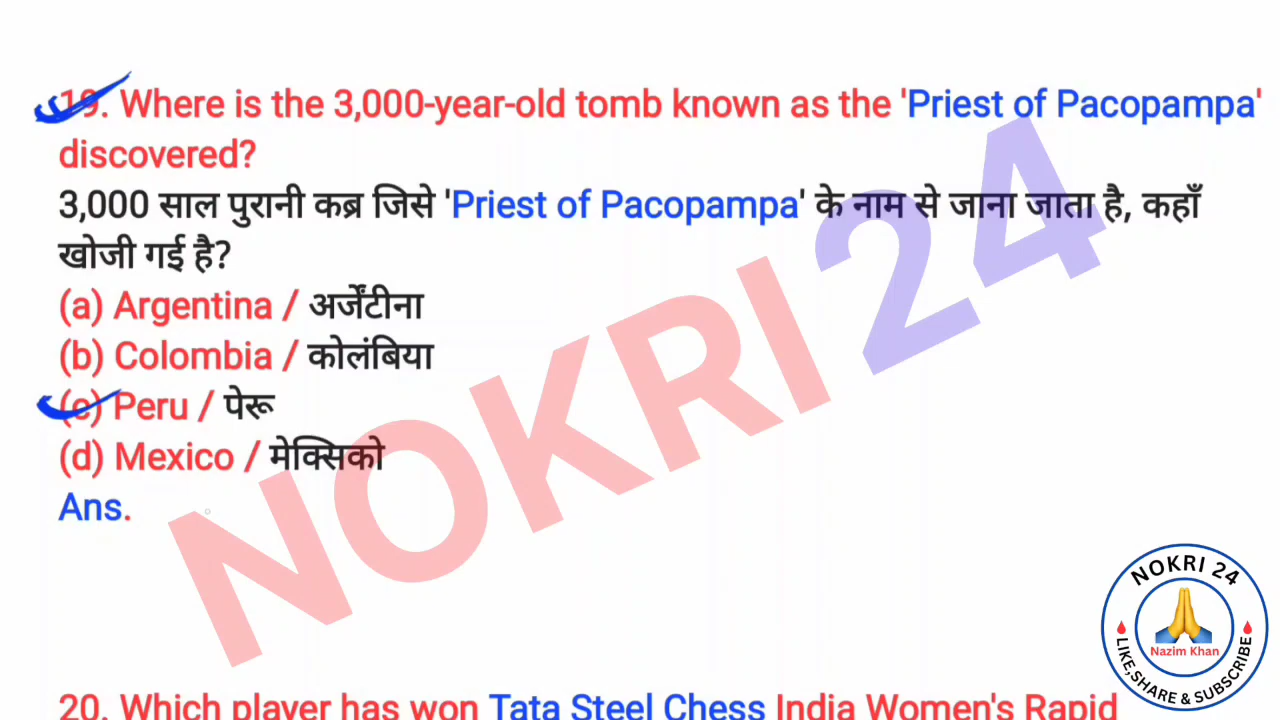 19. Where is the 3,000-year-old tomb known as the 'Priest of Pacopampa'
discovered?
3,000 साल पुरानी कब्र जिसे 'Priest of Pacopampa' के नाम से जाना जाता है, कहाँ
खोजी गई है?
(a) Argentina / अर्जेंटीना
(b) Colombia / कोलंबिया
(c) Peru / पेरू
(d) Mexico / मेक्सिको
Ans.
NOKRI 24
NOKRI 24
Nazim Khan
LIKE,SHARE & SUBSCRIBE
20. Which player has won Tata Steel Chess India Women's Rapid